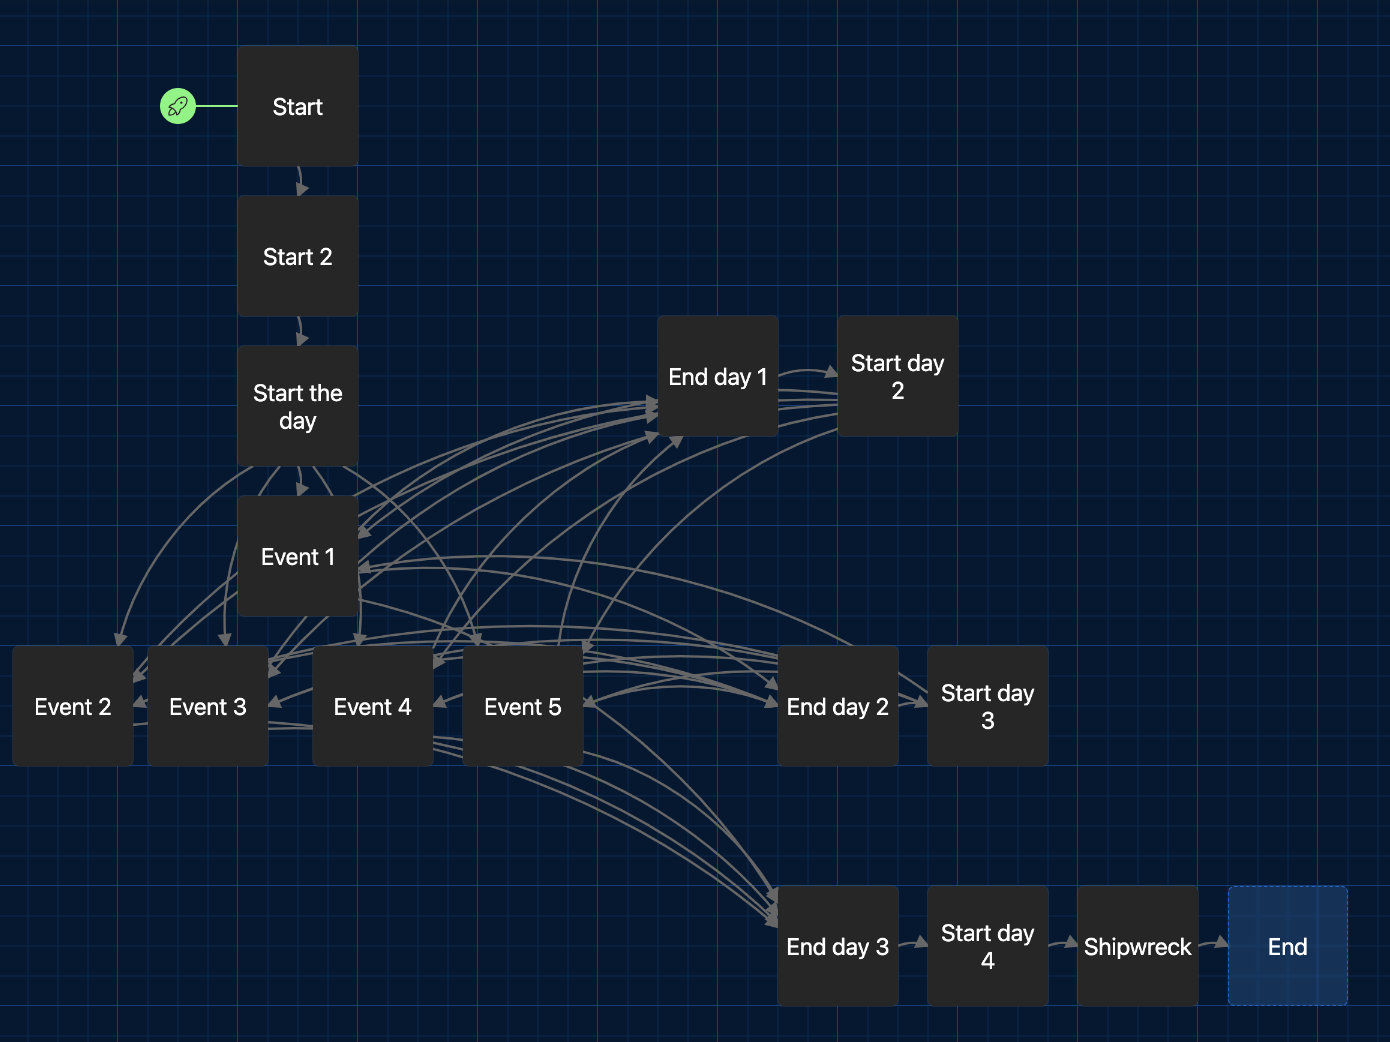 Start
Start 2
Start the
day
End day 1
Start day
2
Event 1
Event 2
Event 3
Event 4
Event 5
End day 2
Start day
3
End day 3
Start day
4
Shipwreck
End